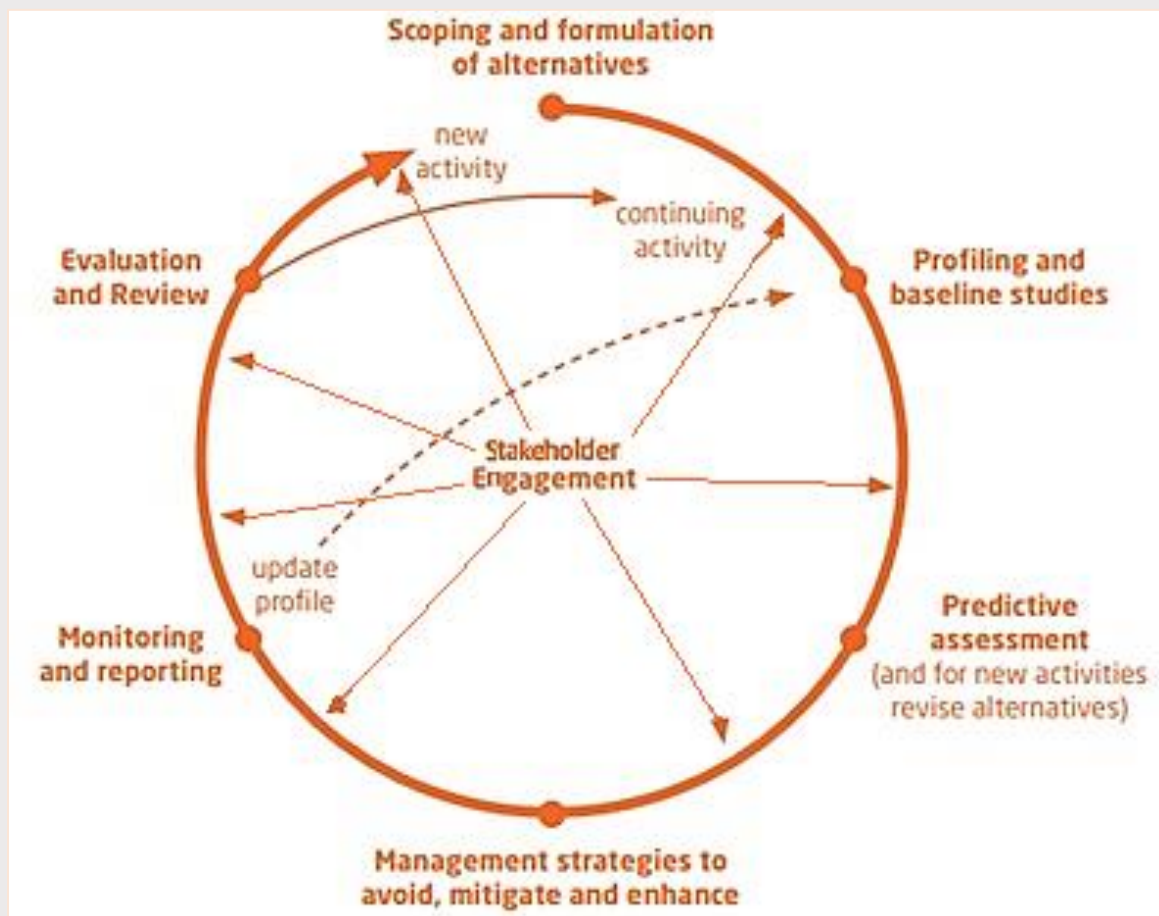 Scoping and formulation
of alternatives
new
activity
continuing
activity
Evaluation
and Review
Profiling and
baseline studies
Stakeholder
Engagement
update
profile
Monitoring
and reporting
Predictive
assessment
(and for new activities
revise alternatives)
Management strategies to
avoid, mitigate and enhance